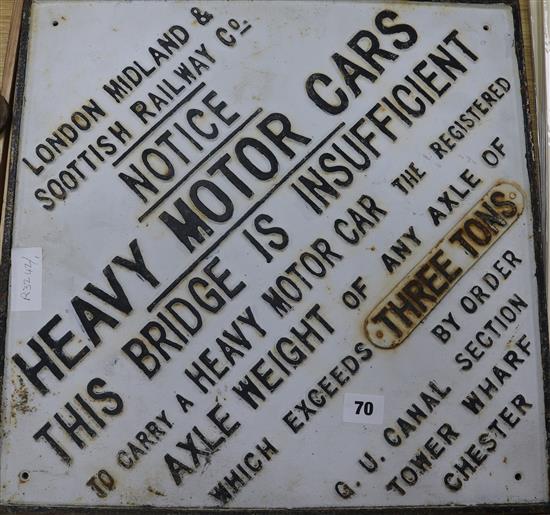 LONDON MIDLAND &
SCOTTISH RAILWAY Co.
NOTICE
HEAVY MOTOR CARS
THIS BRIDGE IS INSUFFICIENT
TO CARRY A HEAVY MOTOR CAR THE REGISTERED
AXLE WEIGHT OF ANY AXLE OF
WHICH EXCEEDS THREE TONS
BY ORDER
G. U. CANAL SECTION
TOWER WHARF
CHESTER
70